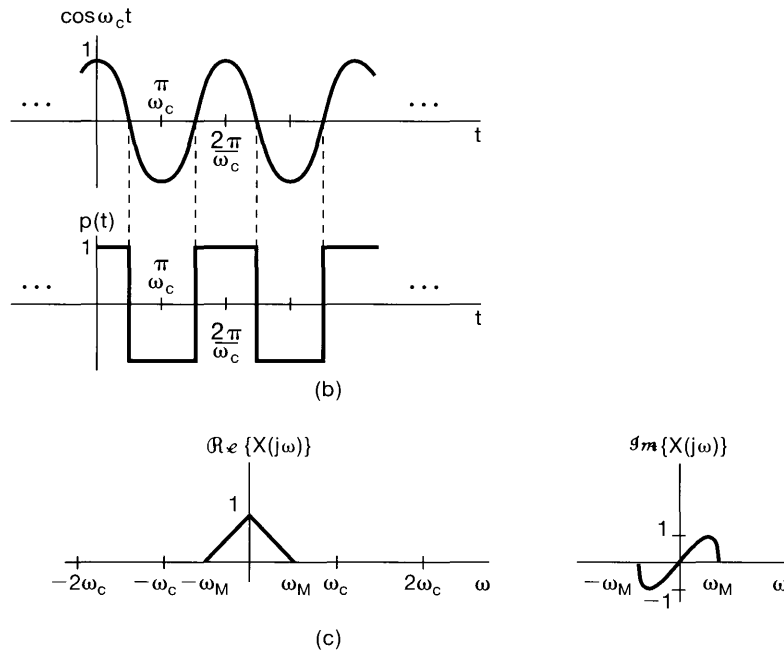 cos ω_c t
1
π
ω_c
... ...
t
2π
ω_c
p(t)
1
π
ω_c
... ...
t
2π
ω_c
(b)
ℛℯ {X(jω)}
1
−2ω_c −ω_c −ω_M ω_M ω_c 2ω_c ω
ℐ𝓂 {X(jω)}
1
−ω_M ω_M ω
−1
(c)